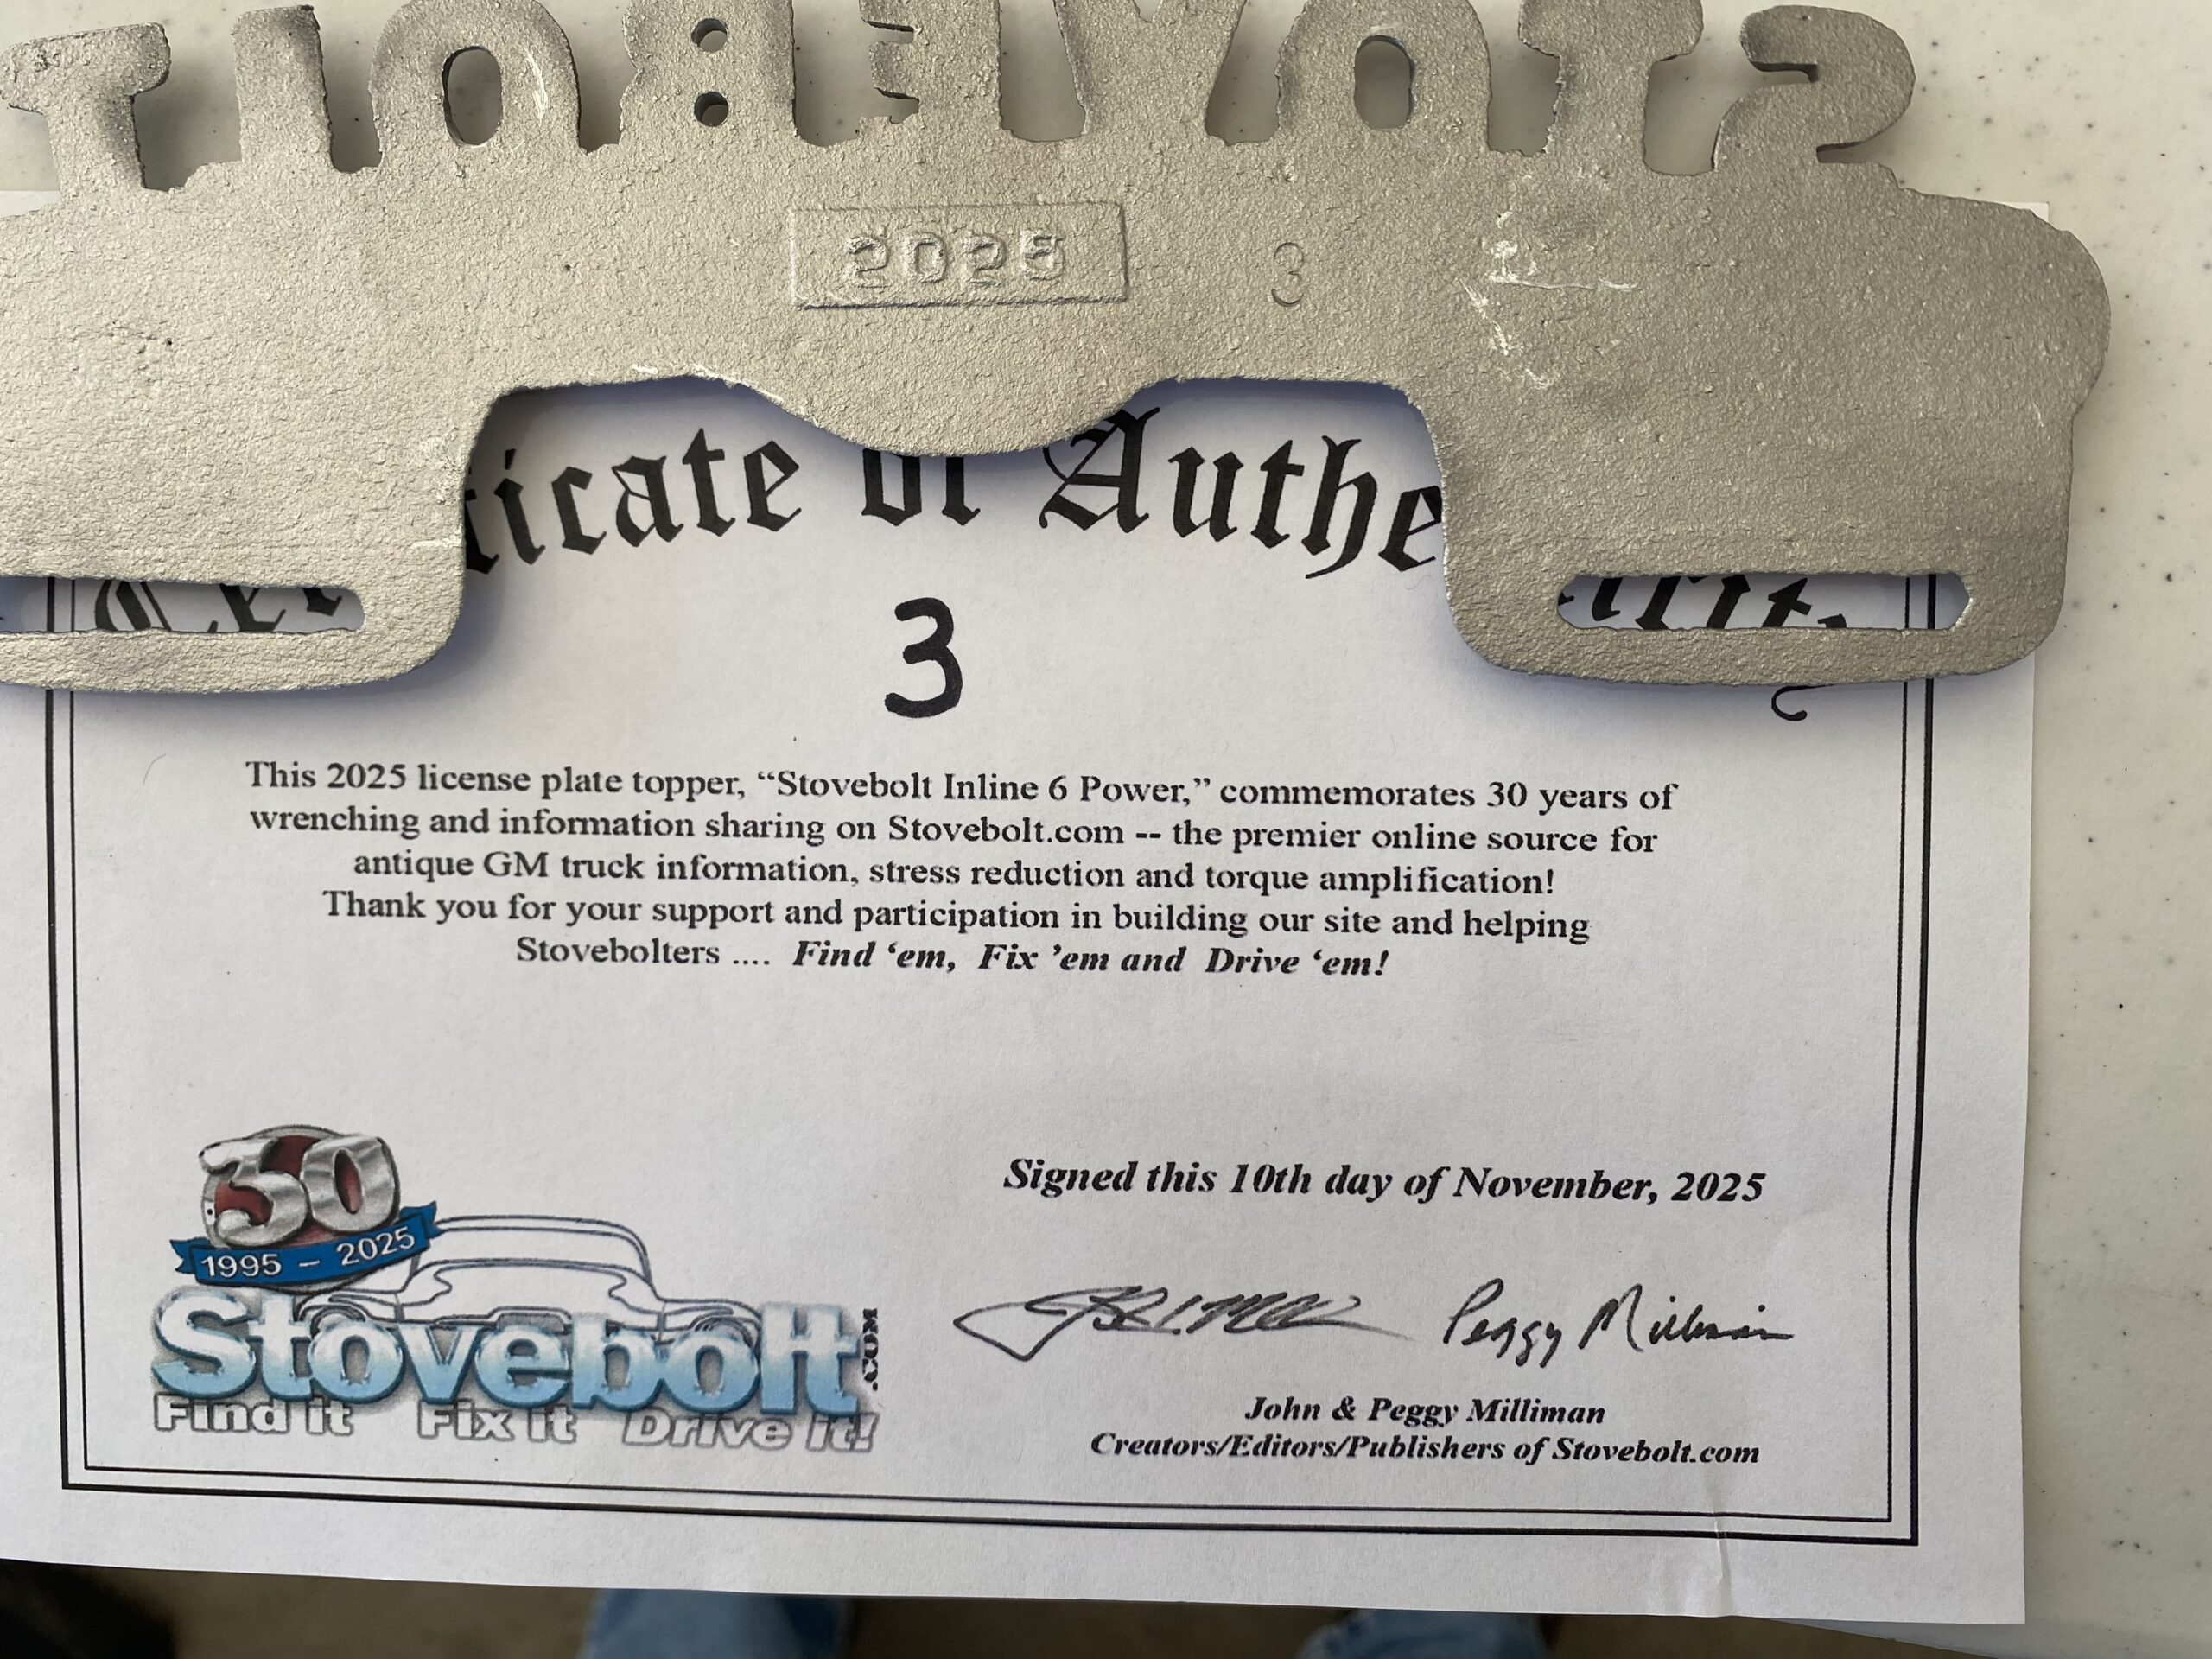 STOVEBOLT
2025 3
ticate of Authe
3
This 2025 license plate topper, “Stovebolt Inline 6 Power,” commemorates 30 years of
wrenching and information sharing on Stovebolt.com -- the premier online source for
antique GM truck information, stress reduction and torque amplification!
Thank you for your support and participation in building our site and helping
Stovebolters .... Find ‘em, Fix ’em and Drive ‘em!
30
1995 – 2025
Stovebolt.COM
Find it Fix it Drive it!
Signed this 10th day of November, 2025
Peggy Milliman
John & Peggy Milliman
Creators/Editors/Publishers of Stovebolt.com